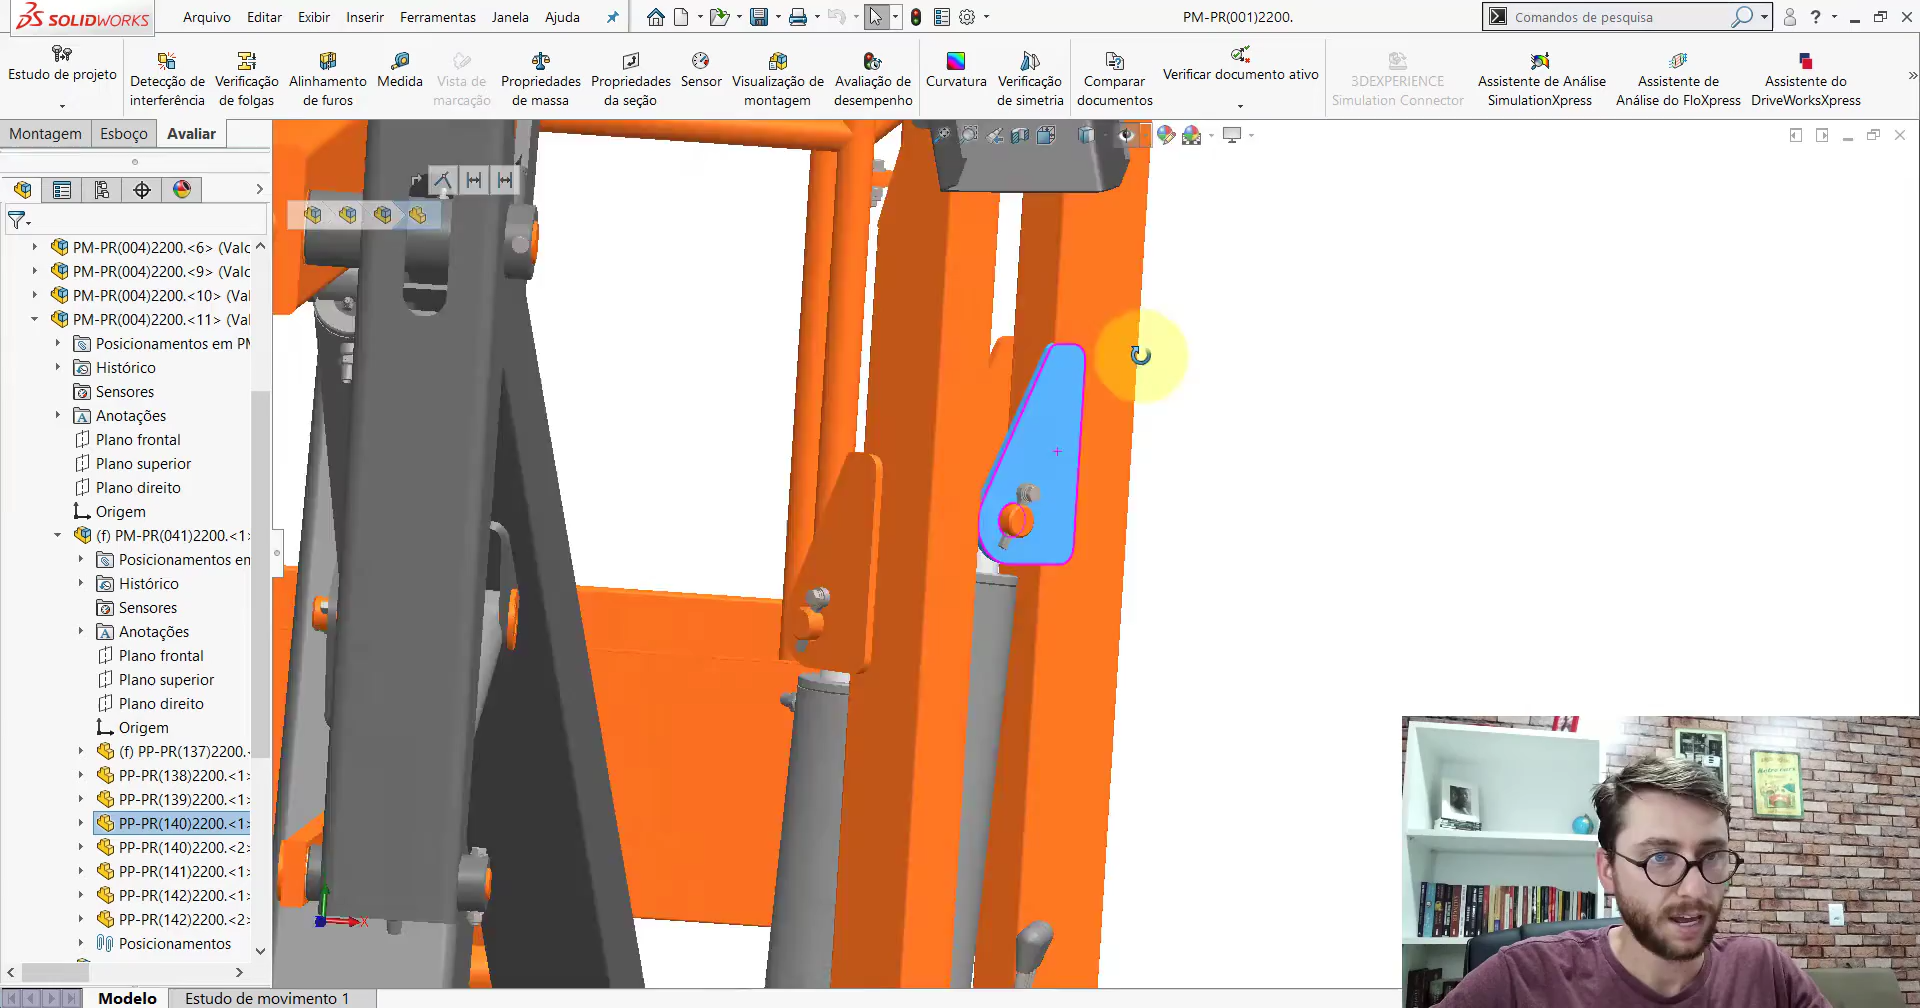 SOLIDWORKS
Arquivo
Editar
Exibir
Inserir
Ferramentas
Janela
Ajuda
PM-PR(001)2200.
Comandos de pesquisa
Estudo de projeto
Detecção de interferência
Verificação de folgas
Alinhamento de furos
Medida
Vista de marcação
Propriedades de massa
Propriedades da seção
Sensor
Visualização de montagem
Avaliação de desempenho
Curvatura
Verificação de simetria
Comparar documentos
Verificar documento ativo
3DEXPERIENCE Simulation Connector
Assistente de Análise SimulationXpress
Assistente de Análise do FloXpress
Assistente do DriveWorksXpress
Montagem
Esboço
Avaliar
PM-PR(004)2200.<6> (Valc
PM-PR(004)2200.<9> (Valc
PM-PR(004)2200.<10> (Val
PM-PR(004)2200.<11> (Val
Posicionamentos em PM
Histórico
Sensores
Anotações
Plano frontal
Plano superior
Plano direito
Origem
(f) PM-PR(041)2200.<1>
Posicionamentos em
Histórico
Sensores
Anotações
Plano frontal
Plano superior
Plano direito
Origem
(f) PP-PR(137)2200.<
PP-PR(138)2200.<1>
PP-PR(139)2200.<1>
PP-PR(140)2200.<1>
PP-PR(140)2200.<2>
PP-PR(141)2200.<1>
PP-PR(142)2200.<1>
PP-PR(142)2200.<2>
Posicionamentos
X
Modelo
Estudo de movimento 1